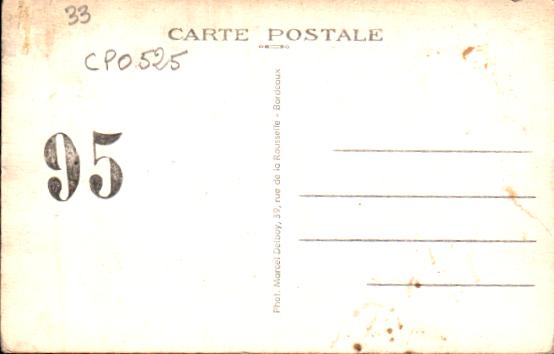 33
CARTE POSTALE
CPO525
95
Phot. Marcel Delboy, 39, rue de la Rousselle - Bordeaux